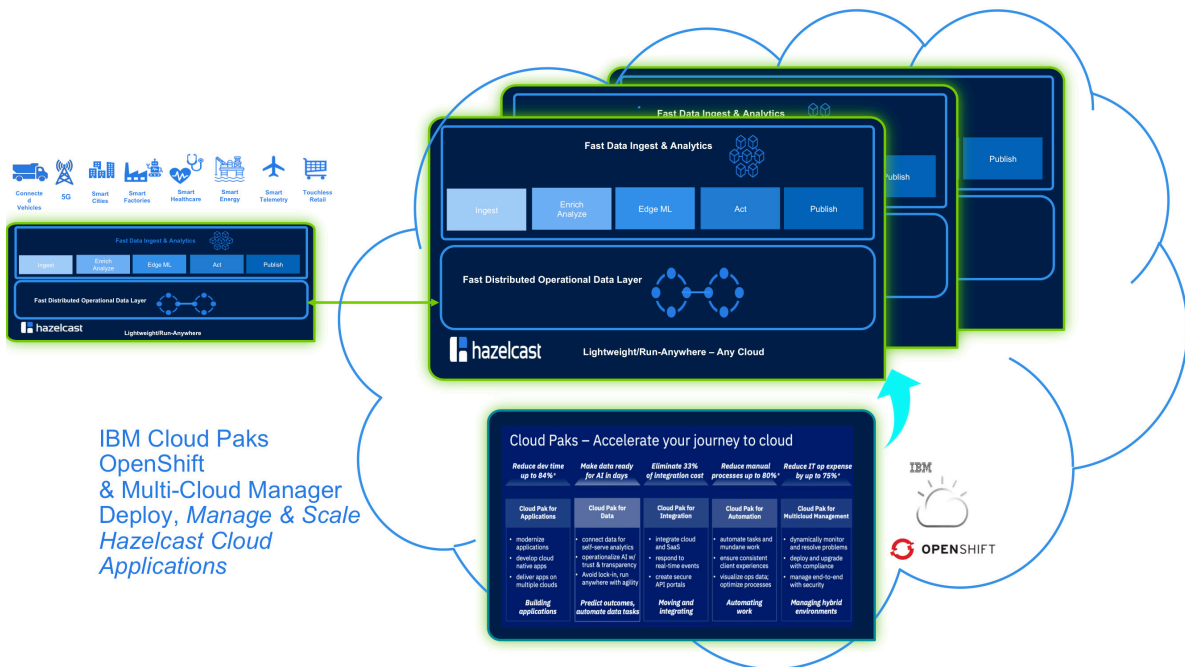 Connecte
d
Vehicles
5G
Smart
Cities
Smart
Factories
Smart
Healthcare
Smart
Energy
Smart
Telemetry
Touchless
Retail
Fast Data Ingest & Analytics
Ingest
Enrich
Analyze
Edge ML
Act
Publish
Fast Distributed Operational Data Layer
hazelcast
Lightweight/Run-Anywhere
Publish
Fast Data Ingest & Analytics
Publish
Fast Data Ingest & Analytics
Ingest
Enrich
Analyze
Edge ML
Act
Publish
Fast Distributed Operational Data Layer
hazelcast
Lightweight/Run-Anywhere – Any Cloud
IBM Cloud Paks
OpenShift
& Multi-Cloud Manager
Deploy, Manage & Scale
Hazelcast Cloud
Applications
Cloud Paks – Accelerate your journey to cloud
Reduce dev time
up to 84%*
Make data ready
for AI in days
Eliminate 33%
of integration cost
Reduce manual
processes up to 80%*
Reduce IT op expense
by up to 75%*
Cloud Pak for
Applications
• modernize
applications
• develop cloud
native apps
• deliver apps on
multiple clouds
Building
applications
Cloud Pak for
Data
• connect data for
self-serve analytics
• operationalize AI w/
trust & transparency
• Avoid lock-in, run
anywhere with agility
Predict outcomes,
automate data tasks
Cloud Pak for
Integration
• integrate cloud
and SaaS
• respond to
real-time events
• create secure
API portals
Moving and
integrating
Cloud Pak for
Automation
• automate tasks and
mundane work
• ensure consistent
client experiences
• visualize ops data;
optimize processes
Automating
work
Cloud Pak for
Multicloud Management
• dynamically monitor
and resolve problems
• deploy and upgrade
with compliance
• manage end-to-end
with security
Managing hybrid
environments
IBM
OPENSHIFT